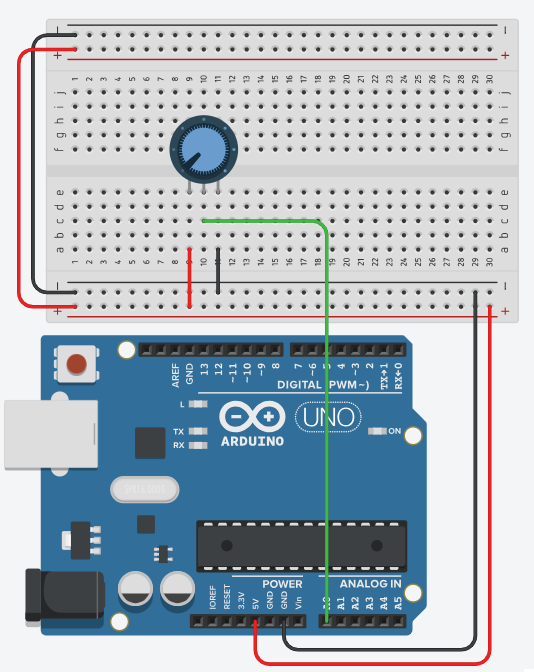 − −
+ +
1 2 3 4 5 6 7 8 9 10 11 12 13 14 15 16 17 18 19 20 21 22 23 24 25 26 27 28 29 30
j j
i i
h h
g g
f f
e e
d d
c c
b b
a a
1 2 3 4 5 6 7 8 9 10 11 12 13 14 15 16 17 18 19 20 21 22 23 24 25 26 27 28 29 30
− −
+ +
AREF GND 13 12 ~11 ~10 ~9 8 7 ~6 ~5 4 ~3 2 TX→1 RX←0
DIGITAL (PWM~)
L
TX
RX
ARDUINO
UNO
ON
POWER ANALOG IN
IOREF RESET 3.3V 5V GND GND Vin A0 A1 A2 A3 A4 A5